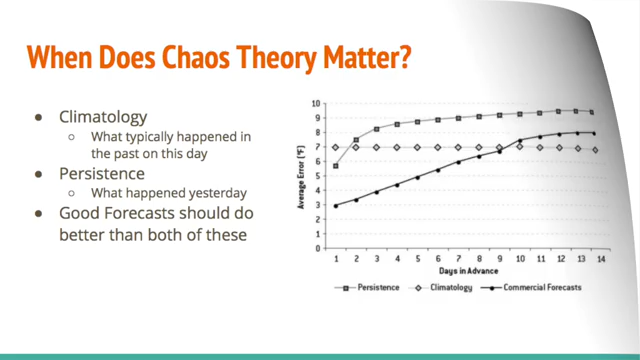 When Does Chaos Theory Matter?
● Climatology
○ What typically happened in
the past on this day
● Persistence
○ What happened yesterday
● Good Forecasts should do
better than both of these
10
9
8
7
6
5
4
3
2
1
0
Average Error (°F)
1 2 3 4 5 6 7 8 9 10 11 12 13 14
Days in Advance
Persistence Climatology Commercial Forecasts